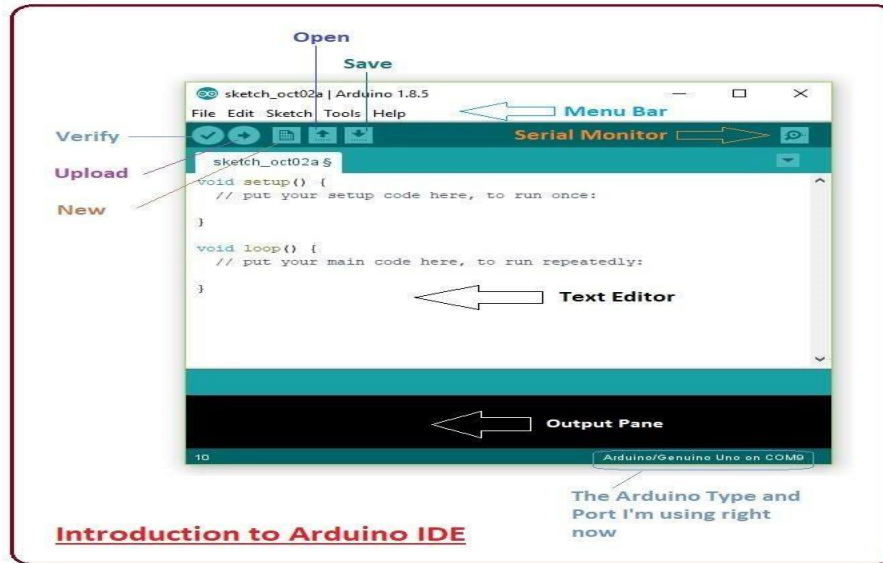 Open
Save
sketch_oct02a | Arduino 1.8.5
File Edit Sketch Tools Help
Menu Bar
Verify
Serial Monitor
Upload
sketch_oct02a §
New
void setup() {
// put your setup code here, to run once:
}
void loop() {
// put your main code here, to run repeatedly:
}
Text Editor
Output Pane
10
Arduino/Genuino Uno on COM9
The Arduino Type and
Port I'm using right
now
Introduction to Arduino IDE